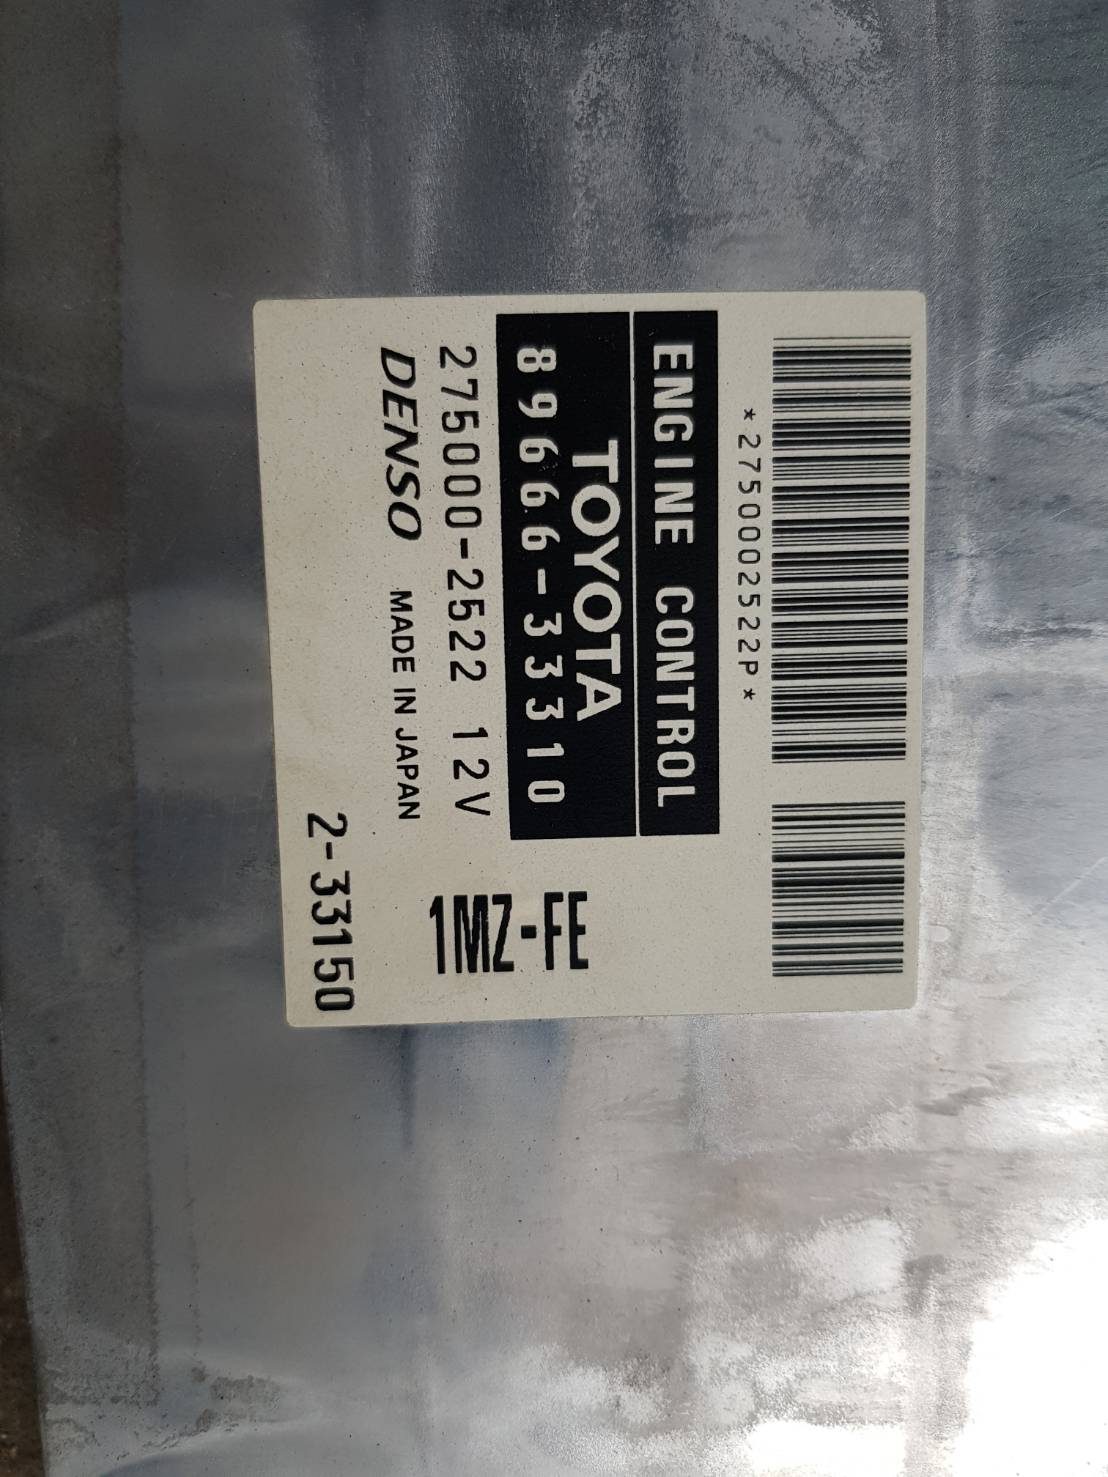 *2750002522P*
ENGINE CONTROL
TOYOTA
89666-33310
275000-2522 12V
1MZ-FE
DENSO MADE IN JAPAN
2-33150